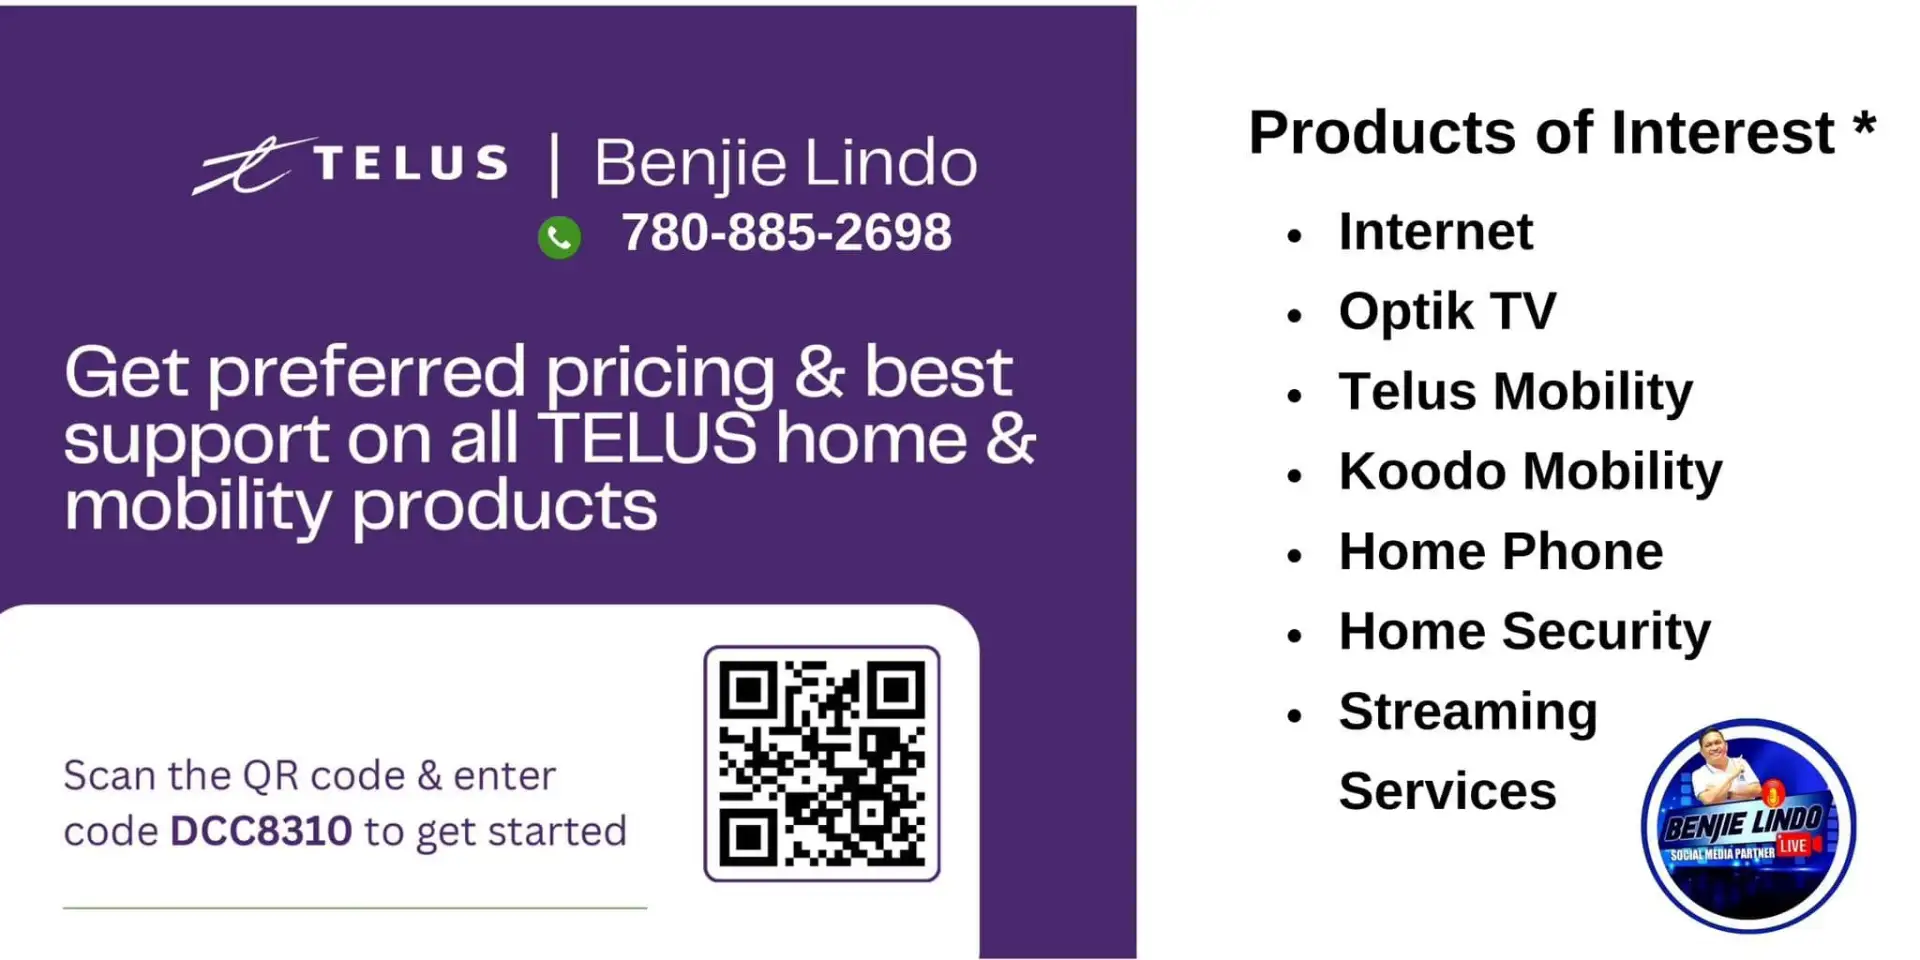 TELUS | Benjie Lindo
780-885-2698
Get preferred pricing & best
support on all TELUS home &
mobility products
Scan the QR code & enter
code DCC8310 to get started
Products of Interest *
• Internet
• Optik TV
• Telus Mobility
• Koodo Mobility
• Home Phone
• Home Security
• Streaming
Services
BENJIE LINDO
SOCIAL MEDIA PARTNER LIVE